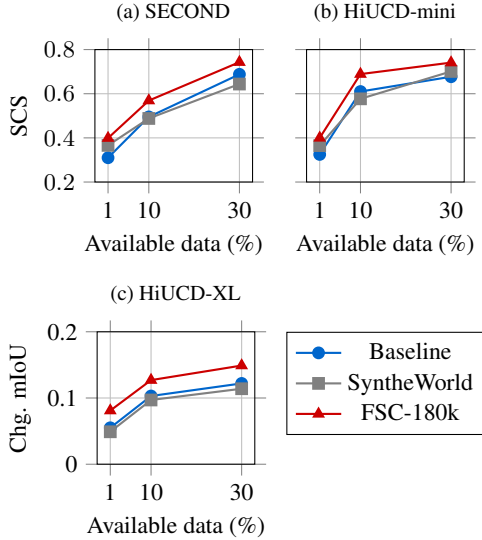 (a) SECOND
(b) HiUCD-mini
0.8
0.6
0.4
0.2
SCS
1 10 30
1 10 30
Available data (%)
Available data (%)
(c) HiUCD-XL
0.2
0.1
0
Chg. mIoU
1 10 30
Available data (%)
Baseline
SyntheWorld
FSC-180k